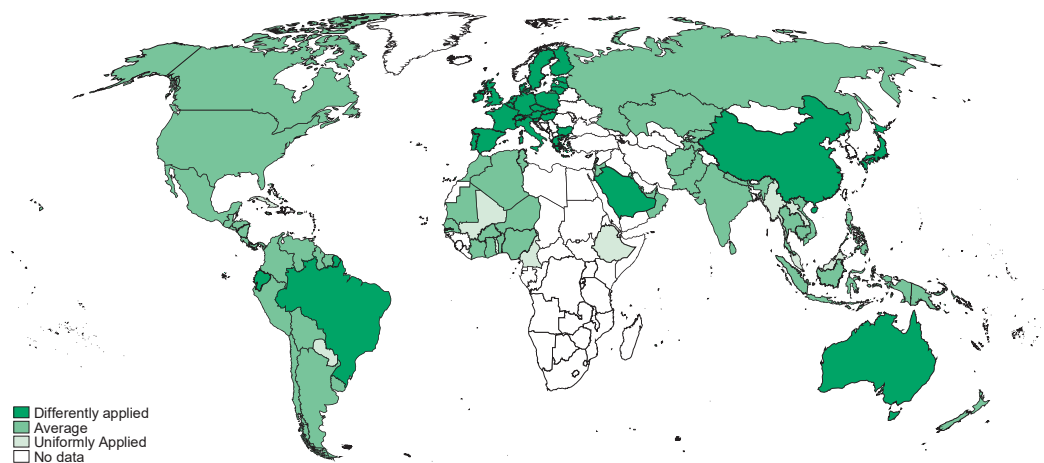 Differently applied
Average
Uniformly Applied
No data